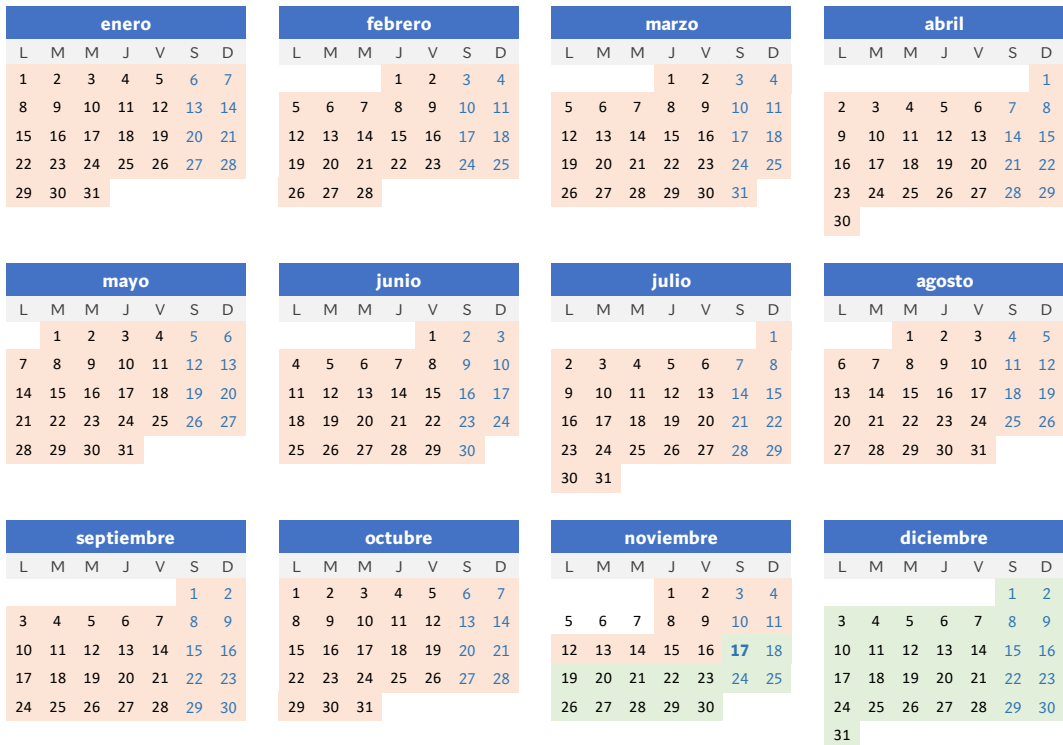 enero febrero marzo abril
L M M J V S D L M M J V S D L M M J V S D L M M J V S D
1 2 3 4 5 6 7 1 2 3 4 1 2 3 4 1
8 9 10 11 12 13 14 5 6 7 8 9 10 11 5 6 7 8 9 10 11 2 3 4 5 6 7 8
15 16 17 18 19 20 21 12 13 14 15 16 17 18 12 13 14 15 16 17 18 9 10 11 12 13 14 15
22 23 24 25 26 27 28 19 20 21 22 23 24 25 19 20 21 22 23 24 25 16 17 18 19 20 21 22
29 30 31 26 27 28 26 27 28 29 30 31 23 24 25 26 27 28 29
30
mayo junio julio agosto
L M M J V S D L M M J V S D L M M J V S D L M M J V S D
1 2 3 4 5 6 1 2 3 1 1 2 3 4 5
7 8 9 10 11 12 13 4 5 6 7 8 9 10 2 3 4 5 6 7 8 6 7 8 9 10 11 12
14 15 16 17 18 19 20 11 12 13 14 15 16 17 9 10 11 12 13 14 15 13 14 15 16 17 18 19
21 22 23 24 25 26 27 18 19 20 21 22 23 24 16 17 18 19 20 21 22 20 21 22 23 24 25 26
28 29 30 31 25 26 27 28 29 30 23 24 25 26 27 28 29 27 28 29 30 31
30 31
septiembre octubre noviembre diciembre
L M M J V S D L M M J V S D L M M J V S D L M M J V S D
1 2 1 2 3 4 5 6 7 1 2 3 4 1 2
3 4 5 6 7 8 9 8 9 10 11 12 13 14 5 6 7 8 9 10 11 3 4 5 6 7 8 9
10 11 12 13 14 15 16 15 16 17 18 19 20 21 12 13 14 15 16 17 18 10 11 12 13 14 15 16
17 18 19 20 21 22 23 22 23 24 25 26 27 28 19 20 21 22 23 24 25 17 18 19 20 21 22 23
24 25 26 27 28 29 30 29 30 31 26 27 28 29 30 24 25 26 27 28 29 30
31